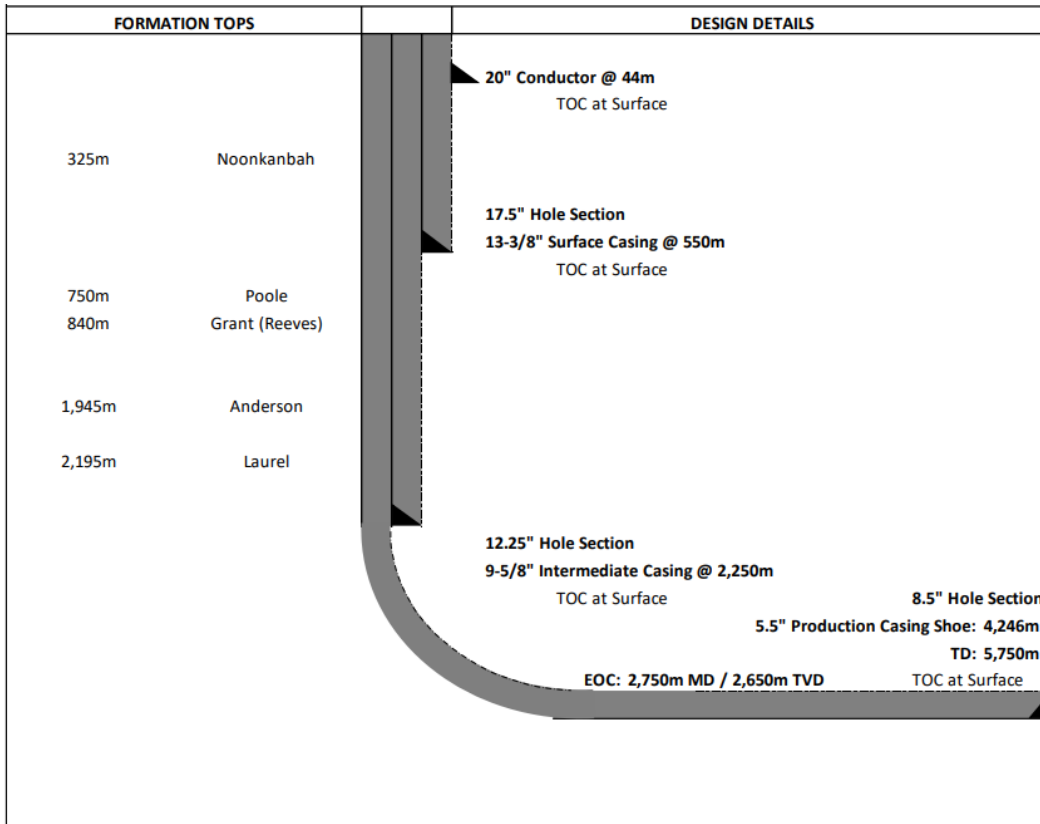 FORMATION TOPS
DESIGN DETAILS
20" Conductor @ 44m
TOC at Surface
325m Noonkanbah
17.5" Hole Section
13-3/8" Surface Casing @ 550m
TOC at Surface
750m Poole
840m Grant (Reeves)
1,945m Anderson
2,195m Laurel
12.25" Hole Section
9-5/8" Intermediate Casing @ 2,250m
TOC at Surface
8.5" Hole Section
5.5" Production Casing Shoe: 4,246m
TD: 5,750m
EOC: 2,750m MD / 2,650m TVD
TOC at Surface